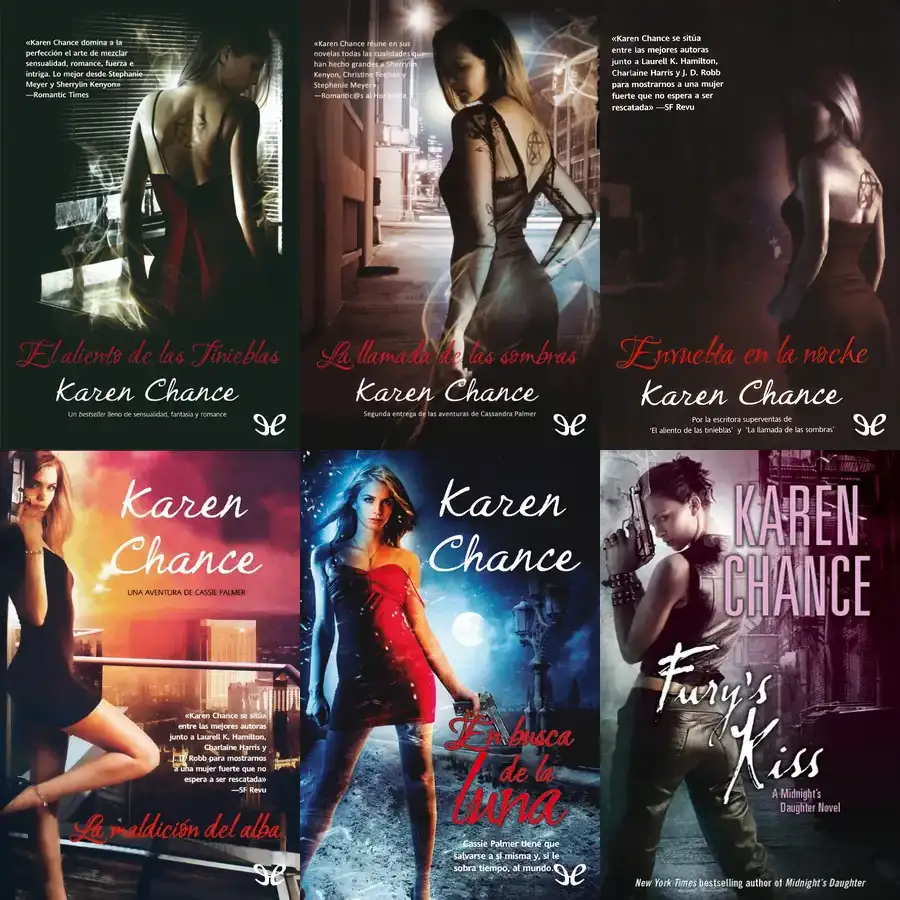 «Karen Chance domina a la
perfección el arte de mezclar
sensualidad, romance, fuerza e
intriga. Lo mejor desde Stephanie
Meyer y Sherrylin Kenyon»
—Romantic Times
El aliento de las Tinieblas
Karen Chance
Un bestseller lleno de sensualidad, fantasía y romance
«Karen Chance reúne en sus
novelas todas las cualidades que
han hecho grandes a Sherrylin
Kenyon, Christine Feehan y
Stephenie Meyer»
—Romantic@s al Horizonte
La llamada de las sombras
Karen Chance
Segunda entrega de las aventuras de Cassandra Palmer
«Karen Chance se sitúa
entre las mejores autoras
junto a Laurell K. Hamilton,
Charlaine Harris y J. D. Robb
para mostrarnos a una mujer
fuerte que no espera a ser
rescatada» —SF Revu
Envuelta en la noche
Karen Chance
Por la escritora superventas de
'El aliento de las tinieblas' y 'La llamada de las sombras'
Karen
Chance
UNA AVENTURA DE CASSIE PALMER
«Karen Chance se sitúa
entre las mejores autoras
junto a Laurell K. Hamilton,
Charlaine Harris y
J. D. Robb para mostrarnos
a una mujer fuerte que no
espera a ser rescatada»
—SF Revu
La maldición del alba
Karen
Chance
En busca
de la
luna
Cassie Palmer tiene que
salvarse a sí misma y, si le
sobra tiempo, al mundo.
KAREN
CHANCE
Fury's
Kiss
A Midnight's
Daughter Novel
New York Times bestselling author of Midnight's Daughter